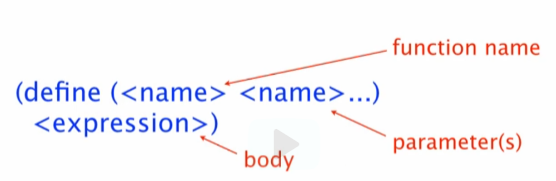 function name
(define (<name> <name>...)
<expression>)
parameter(s)
body